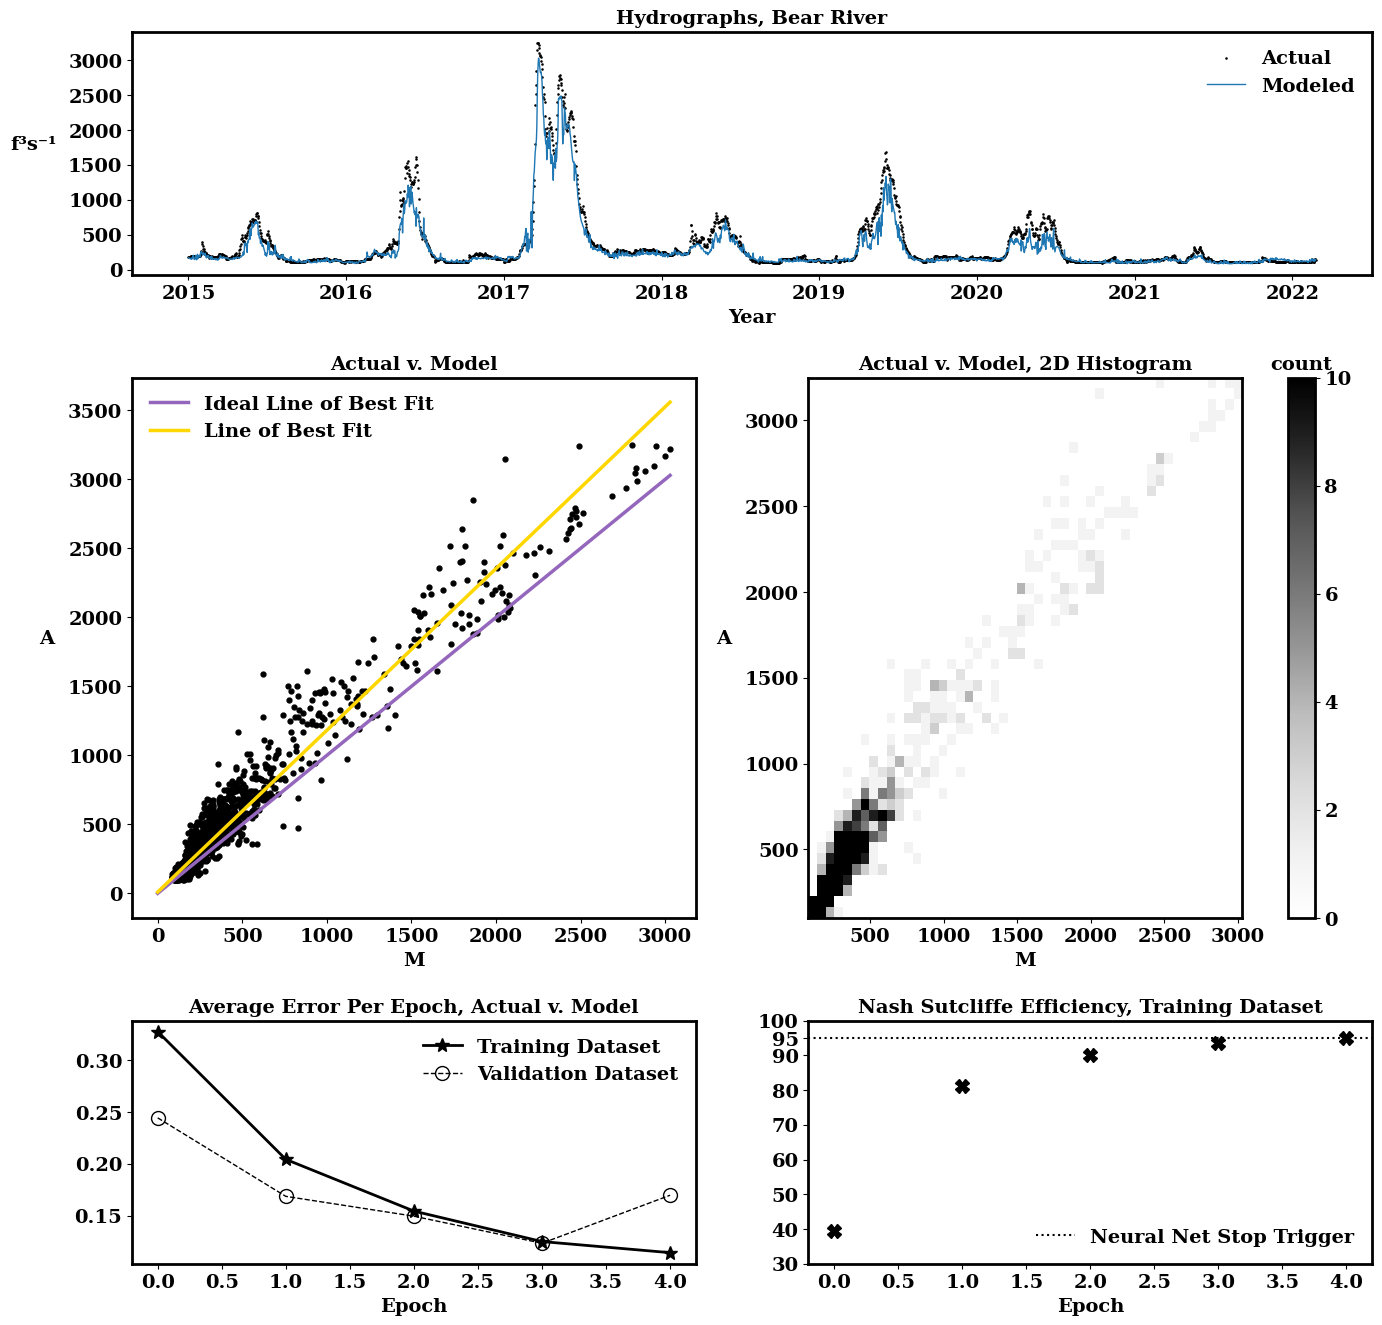 Hydrographs, Bear River
3000
2500
2000
1500
1000
500
0
f³s⁻¹
Actual
Modeled
2015 2016 2017 2018 2019 2020 2021 2022
Year
Actual v. Model
3500
3000
2500
2000
1500
1000
500
0
A
Ideal Line of Best Fit
Line of Best Fit
0 500 1000 1500 2000 2500 3000
M
Actual v. Model, 2D Histogram
3000
2500
2000
1500
1000
500
A
500 1000 1500 2000 2500 3000
M
count
10
8
6
4
2
0
Average Error Per Epoch, Actual v. Model
0.30
0.25
0.20
0.15
Training Dataset
Validation Dataset
0.0 0.5 1.0 1.5 2.0 2.5 3.0 3.5 4.0
Epoch
Nash Sutcliffe Efficiency, Training Dataset
100
95
90
80
70
60
50
40
30
Neural Net Stop Trigger
0.0 0.5 1.0 1.5 2.0 2.5 3.0 3.5 4.0
Epoch